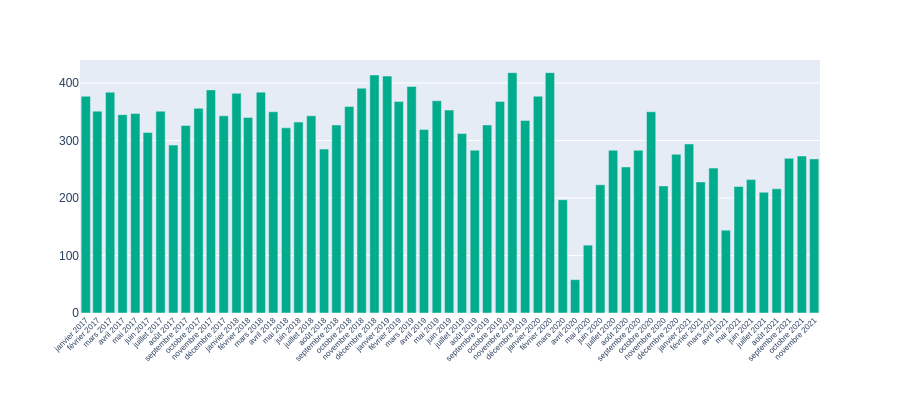 400
300
200
100
0
janvier 2017
février 2017
mars 2017
avril 2017
mai 2017
juin 2017
juillet 2017
août 2017
septembre 2017
octobre 2017
novembre 2017
décembre 2017
janvier 2018
février 2018
mars 2018
avril 2018
mai 2018
juin 2018
juillet 2018
août 2018
septembre 2018
octobre 2018
novembre 2018
décembre 2018
janvier 2019
février 2019
mars 2019
avril 2019
mai 2019
juin 2019
juillet 2019
août 2019
septembre 2019
octobre 2019
novembre 2019
décembre 2019
janvier 2020
février 2020
mars 2020
avril 2020
mai 2020
juin 2020
juillet 2020
août 2020
septembre 2020
octobre 2020
novembre 2020
décembre 2020
janvier 2021
février 2021
mars 2021
avril 2021
mai 2021
juin 2021
juillet 2021
août 2021
septembre 2021
octobre 2021
novembre 2021